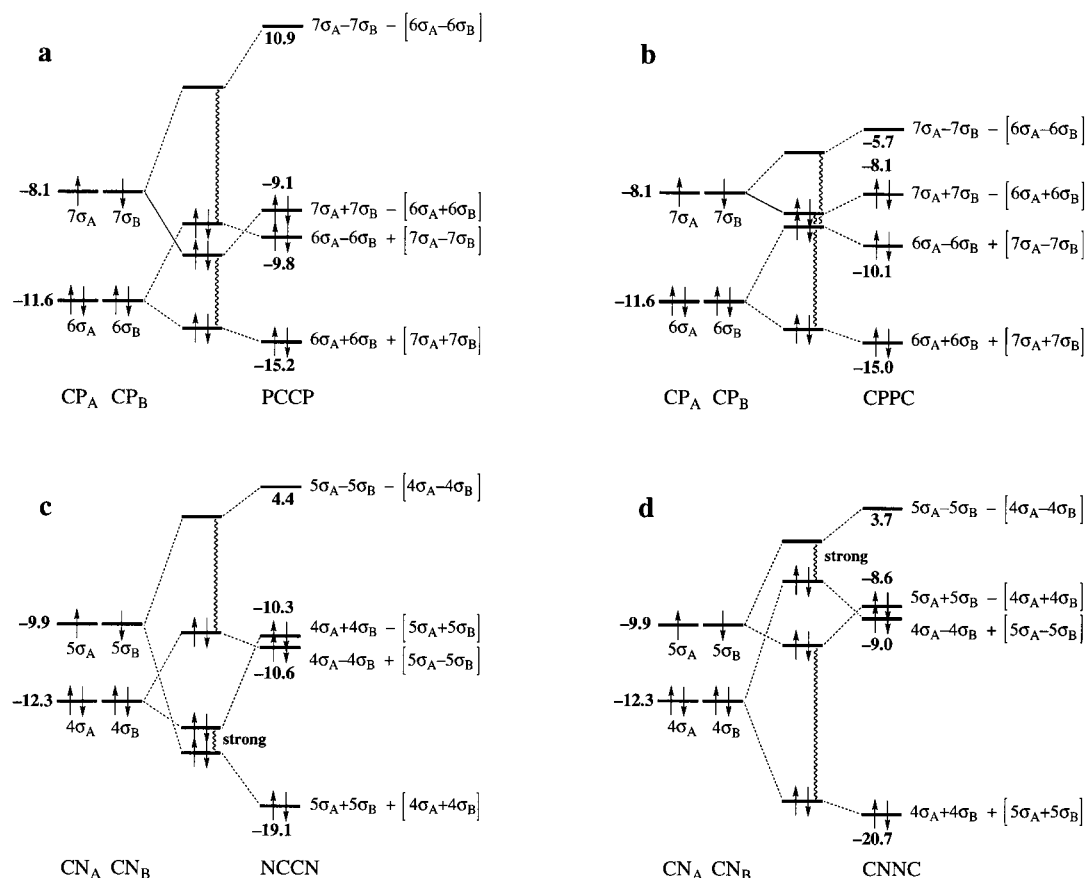 a
7σA–7σB – [6σA–6σB]
10.9
–8.1
7σA 7σB
–9.1
7σA+7σB – [6σA+6σB]
6σA–6σB + [7σA–7σB]
–9.8
–11.6
6σA 6σB
6σA+6σB + [7σA+7σB]
–15.2
CPA CPB PCCP
b
7σA–7σB – [6σA–6σB]
–5.7
–8.1
–8.1
7σA 7σB
7σA+7σB – [6σA+6σB]
6σA–6σB + [7σA–7σB]
–10.1
–11.6
6σA 6σB
6σA+6σB + [7σA+7σB]
–15.0
CPA CPB CPPC
c
5σA–5σB – [4σA–4σB]
4.4
–9.9
5σA 5σB
–10.3
4σA+4σB – [5σA+5σB]
4σA–4σB + [5σA–5σB]
–10.6
–12.3
4σA 4σB
strong
5σA+5σB + [4σA+4σB]
–19.1
CNA CNB NCCN
d
5σA–5σB – [4σA–4σB]
3.7
strong
–8.6
–9.9
5σA 5σB
5σA+5σB – [4σA+4σB]
4σA–4σB + [5σA–5σB]
–9.0
–12.3
4σA 4σB
4σA+4σB + [5σA+5σB]
–20.7
CNA CNB CNNC